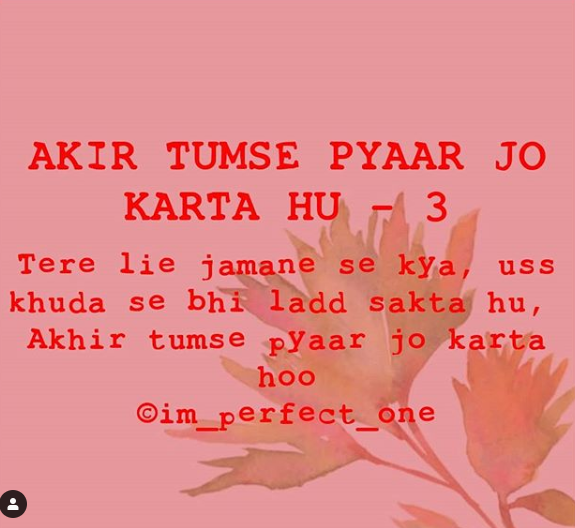 AKIR TUMSE PYAAR JO
KARTA HU - 3
Tere lie jamane se kya, uss
khuda se bhi ladd sakta hu,
Akhir tumse pyaar jo karta
hoo
©im_perfect_one